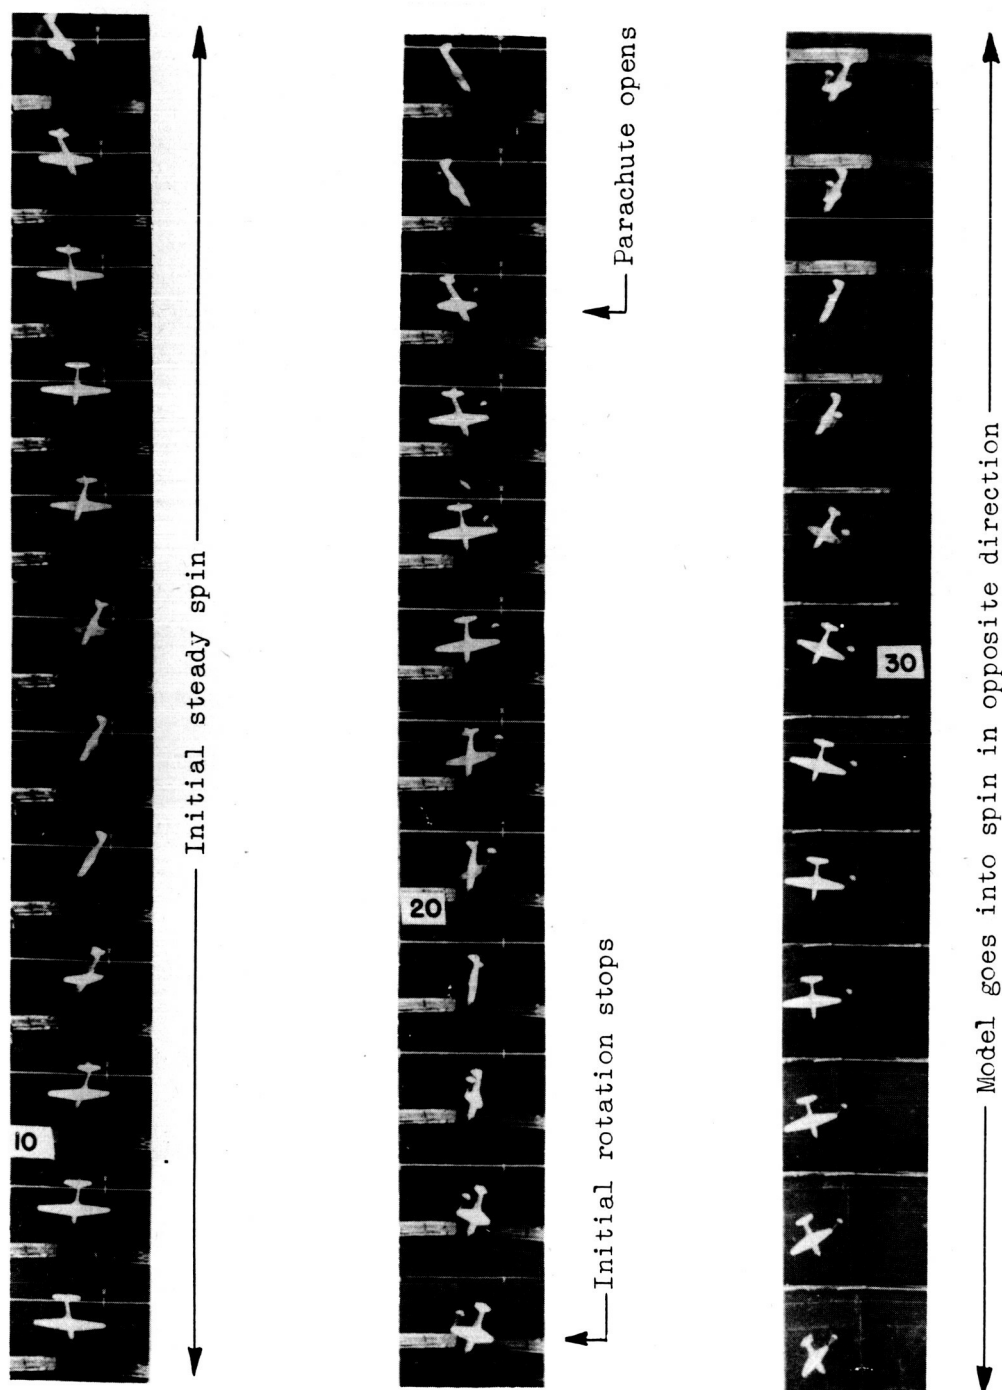 10
Initial steady spin
20
Parachute opens
Initial rotation stops
30
Model goes into spin in opposite direction